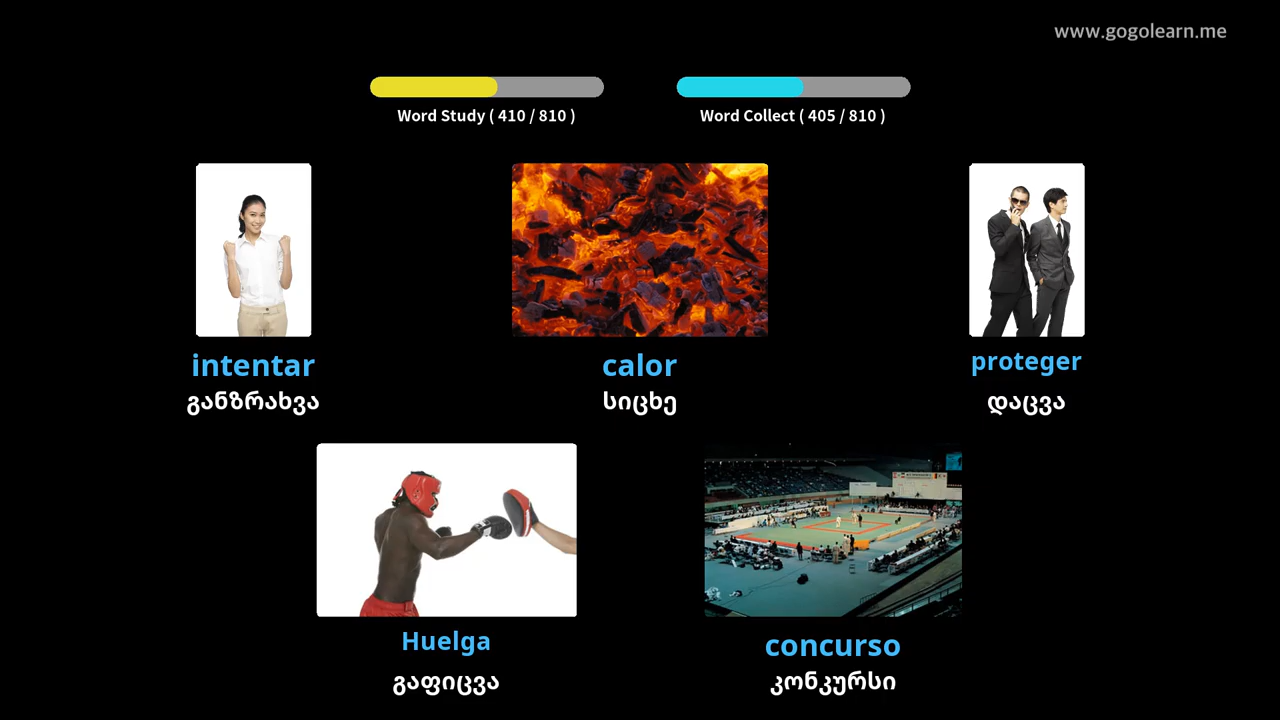 www.gogolearn.me
Word Study ( 410 / 810 )
Word Collect ( 405 / 810 )
intentar
განზრახვა
calor
სიცხე
proteger
დაცვა
Huelga
გაფიცვა
concurso
კონკურსი